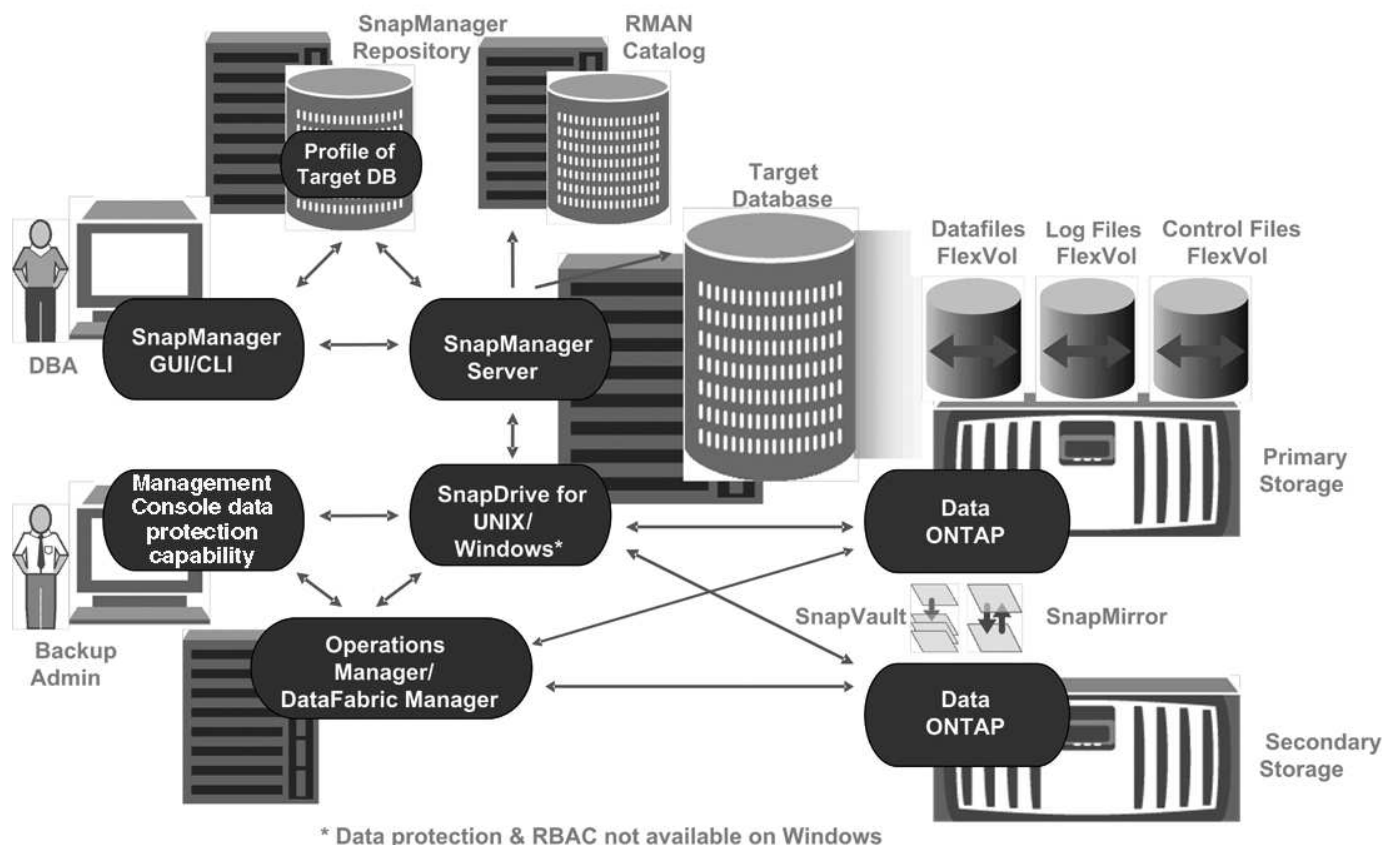 SnapManager
Repository
RMAN
Catalog
Profile of
Target DB
Target
Database
Datafiles
FlexVol
Log Files
FlexVol
Control Files
FlexVol
DBA
SnapManager
GUI/CLI
SnapManager
Server
Primary
Storage
Management
Console data
protection
capability
SnapDrive for
UNIX/
Windows*
Data
ONTAP
SnapVault
SnapMirror
Backup
Admin
Operations
Manager/
DataFabric Manager
Data
ONTAP
Secondary
Storage
* Data protection & RBAC not available on Windows